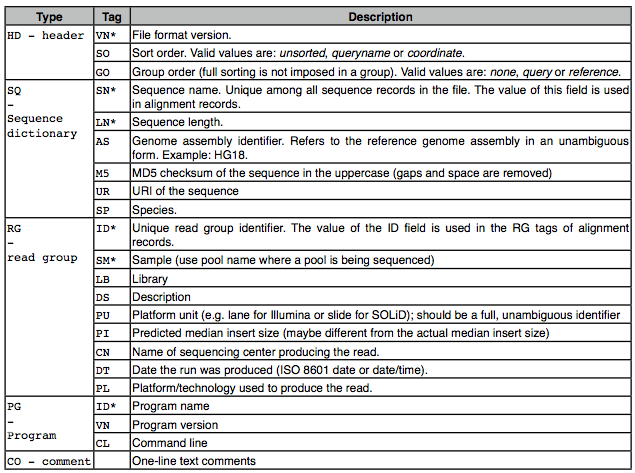 Type Tag Description
HD - header VN* File format version.
SO Sort order. Valid values are: unsorted, queryname or coordinate.
GO Group order (full sorting is not imposed in a group). Valid values are: none, query or reference.
SQ SN* Sequence name. Unique among all sequence records in the file. The value of this field is used
- in alignment records.
Sequence LN* Sequence length.
dictionary AS Genome assembly identifier. Refers to the reference genome assembly in an unambiguous
form. Example: HG18.
M5 MD5 checksum of the sequence in the uppercase (gaps and space are removed)
UR URI of the sequence
SP Species.
RG ID* Unique read group identifier. The value of the ID field is used in the RG tags of alignment
- records.
read group SM* Sample (use pool name where a pool is being sequenced)
LB Library
DS Description
PU Platform unit (e.g. lane for Illumina or slide for SOLiD); should be a full, unambiguous identifier
PI Predicted median insert size (maybe different from the actual median insert size)
CN Name of sequencing center producing the read.
DT Date the run was produced (ISO 8601 date or date/time).
PL Platform/technology used to produce the read.
PG ID* Program name
- VN Program version
Program CL Command line
CO - comment One-line text comments